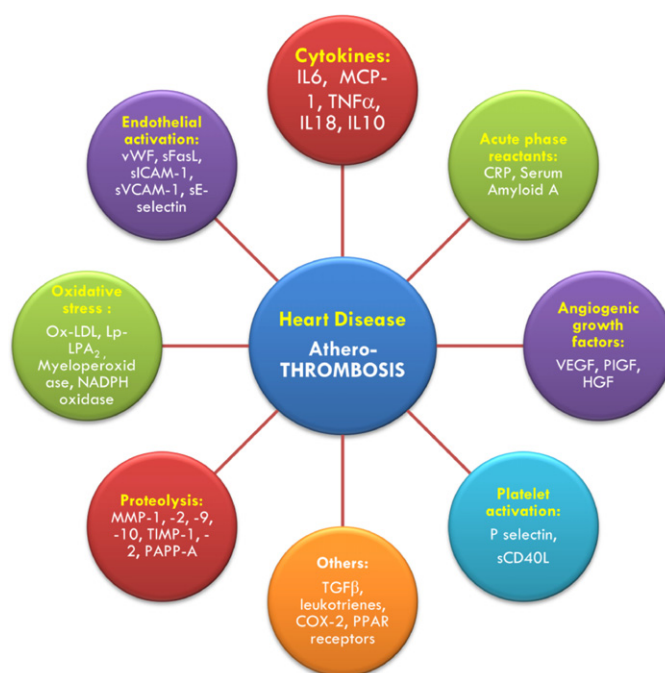 Cytokines:
IL6, MCP-
1, TNFα,
IL18, IL10
Endothelial
activation:
vWF, sFasL,
sICAM-1,
sVCAM-1, sE-
selectin
Acute phase
reactants:
CRP, Serum
Amyloid A
Oxidative
stress :
Ox-LDL, Lp-
LPA₂,
Myeloperoxid
ase, NADPH
oxidase
Heart Disease
Athero-
THROMBOSIS
Angiogenic
growth
factors:
VEGF, PlGF,
HGF
Proteolysis:
MMP-1, -2, -9,
-10, TIMP-1, -
2, PAPP-A
Platelet
activation:
P selectin,
sCD40L
Others:
TGFβ,
leukotrienes,
COX-2, PPAR
receptors